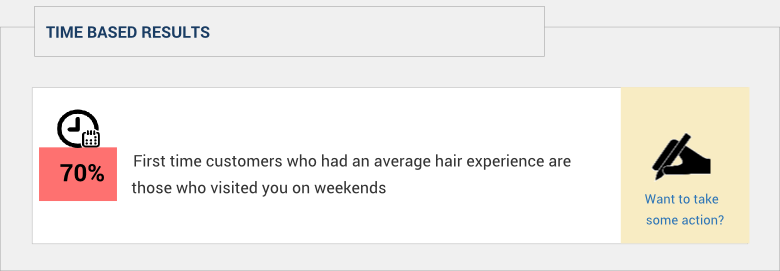 TIME BASED RESULTS
70%
First time customers who had an average hair experience are
those who visited you on weekends
Want to take
some action?